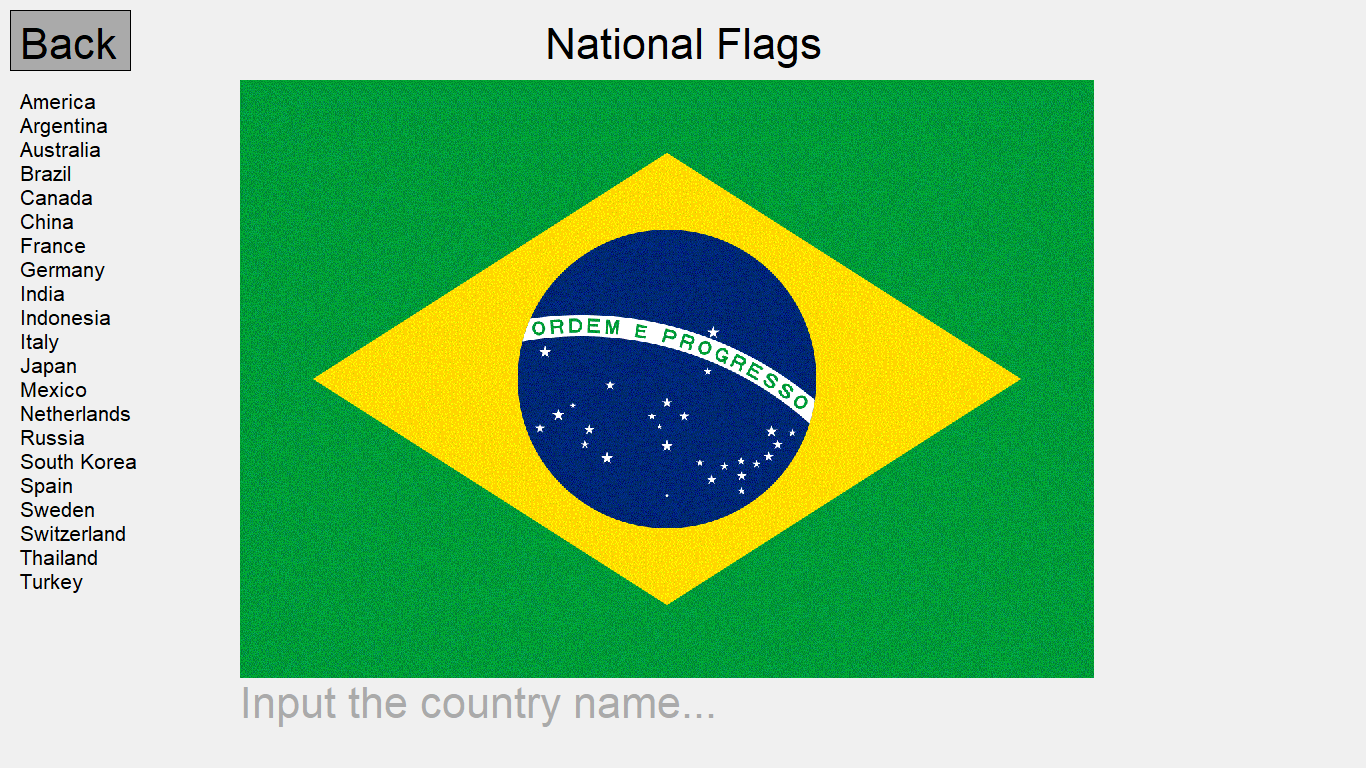 Back
National Flags
America
Argentina
Australia
Brazil
Canada
China
France
Germany
India
Indonesia
Italy
Japan
Mexico
Netherlands
Russia
South Korea
Spain
Sweden
Switzerland
Thailand
Turkey
ORDEM E PROGRESSO
Input the country name...